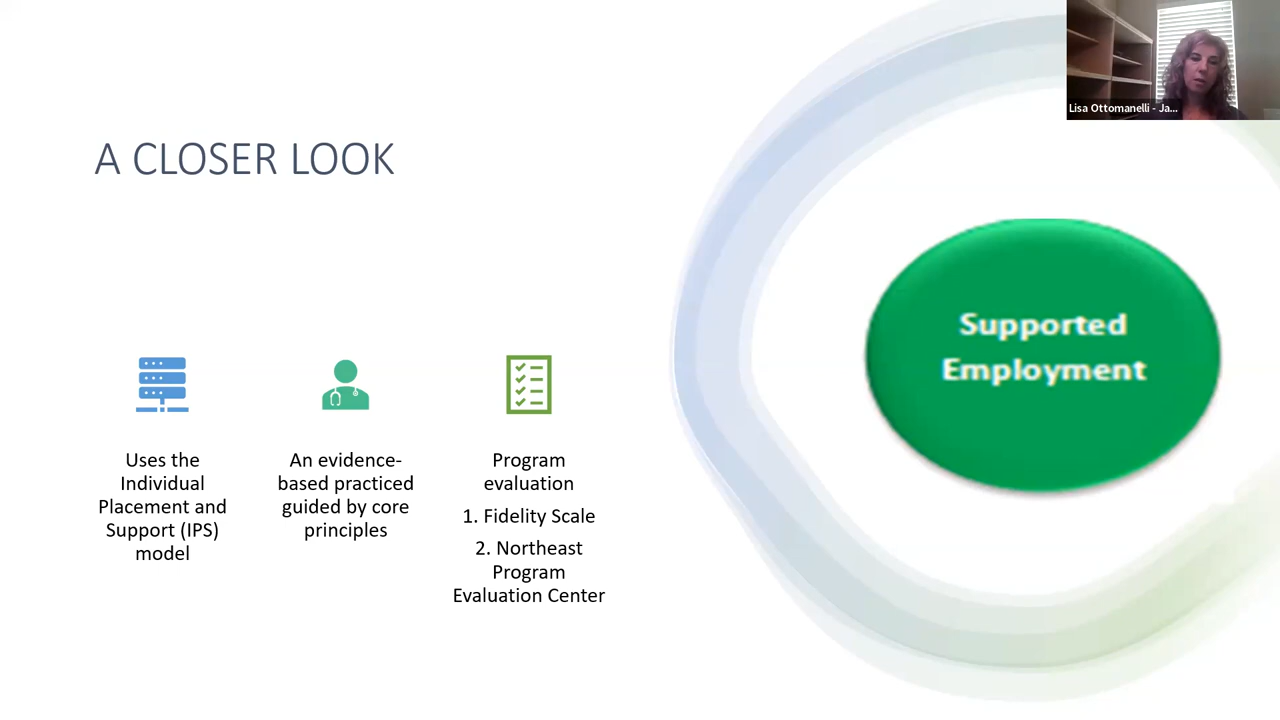 Lisa Ottomanelli - Ja...
A CLOSER LOOK
Supported
Employment
Uses the
Individual
Placement and
Support (IPS)
model
An evidence-
based practiced
guided by core
principles
Program
evaluation
1. Fidelity Scale
2. Northeast
Program
Evaluation Center